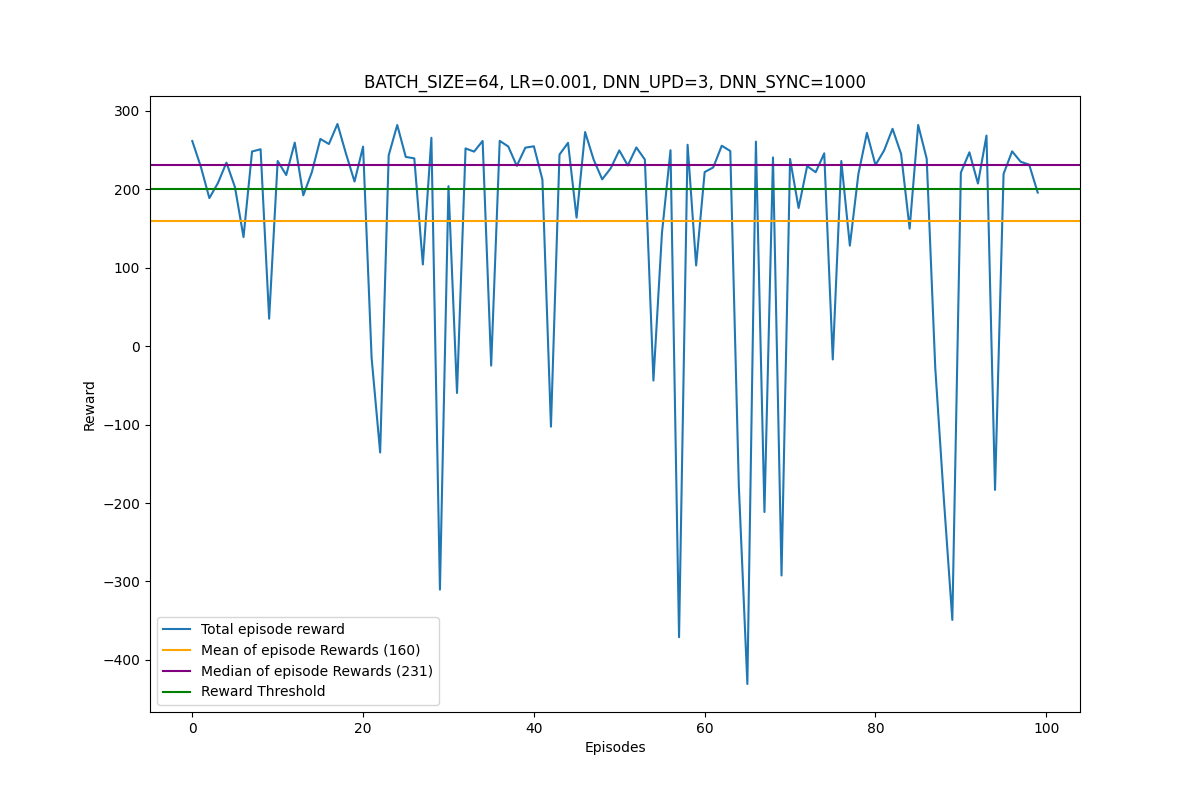 BATCH_SIZE=64, LR=0.001, DNN_UPD=3, DNN_SYNC=1000
300
200
100
0
−100
−200
−300
−400
Reward
Total episode reward
Mean of episode Rewards (160)
Median of episode Rewards (231)
Reward Threshold
0 20 40 60 80 100
Episodes